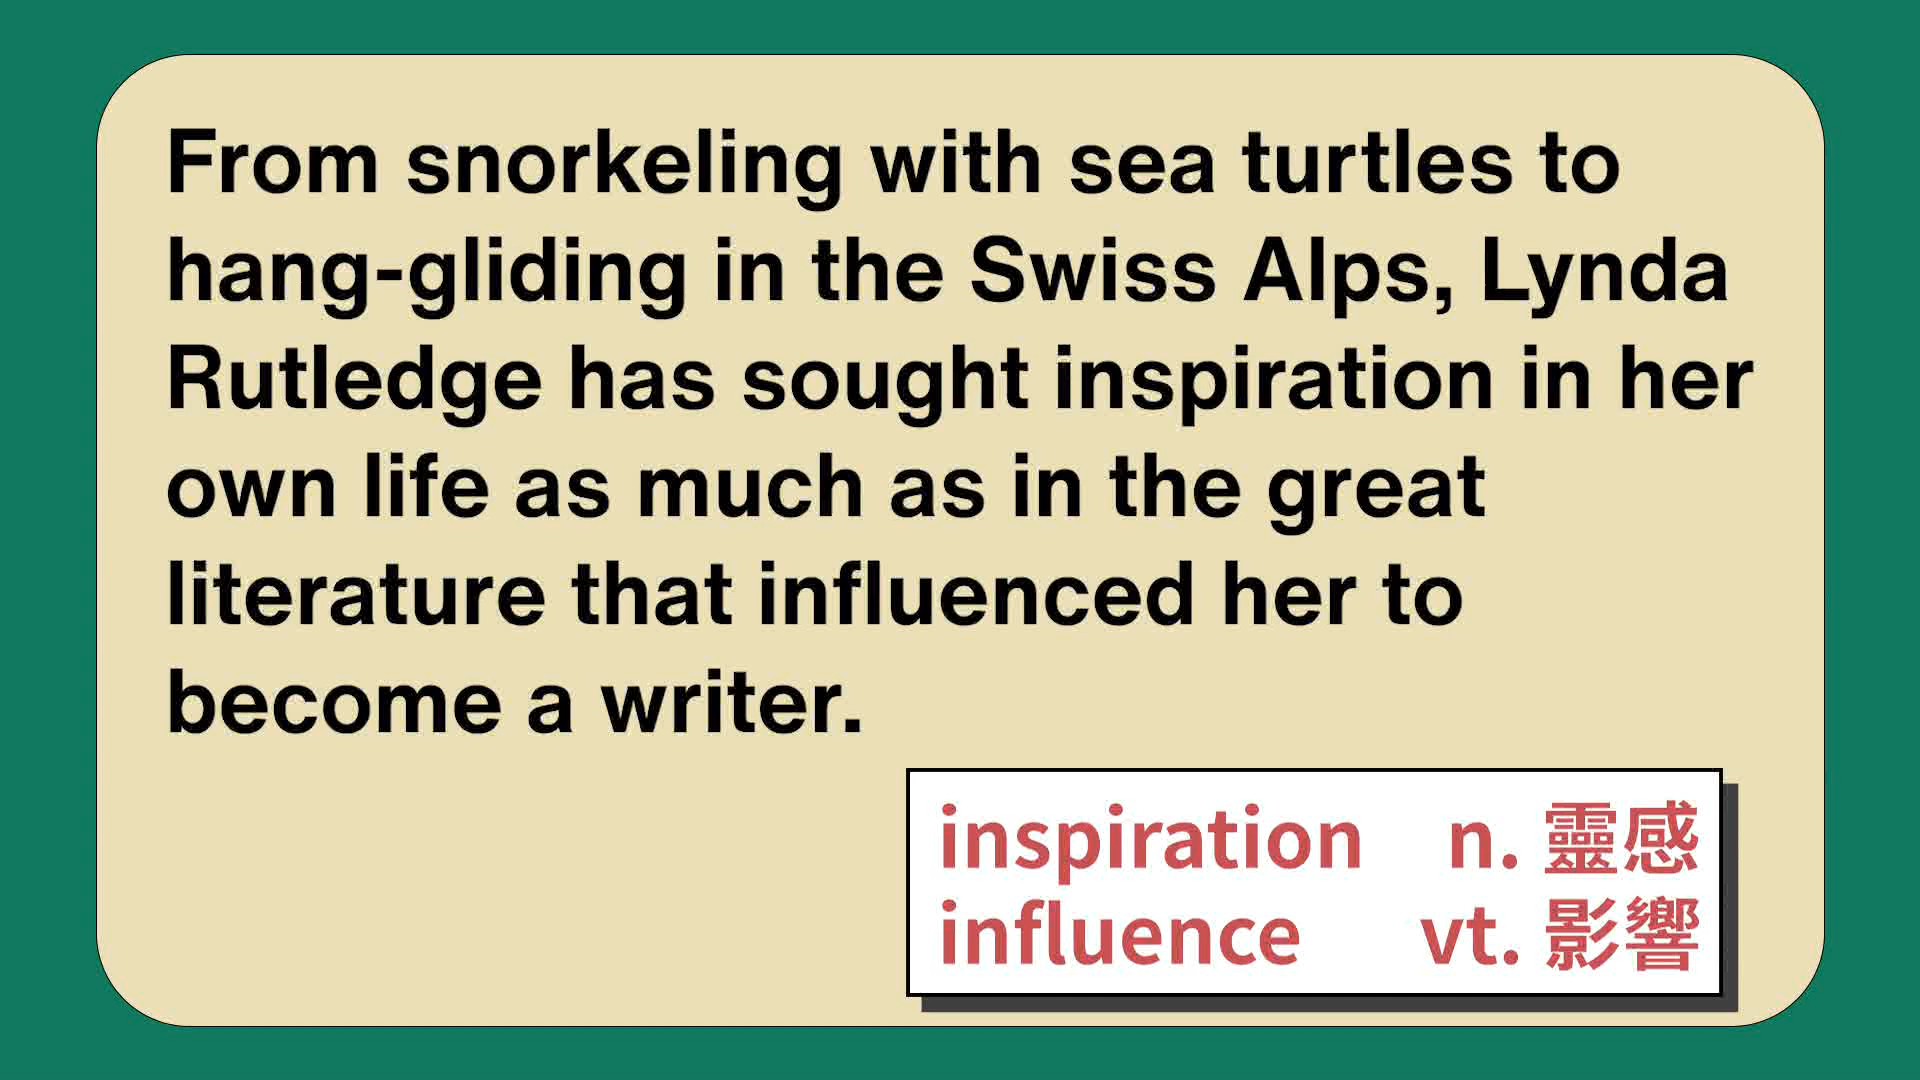 From snorkeling with sea turtles to
hang-gliding in the Swiss Alps, Lynda
Rutledge has sought inspiration in her
own life as much as in the great
literature that influenced her to
become a writer.
inspiration n. 靈感
influence vt. 影響